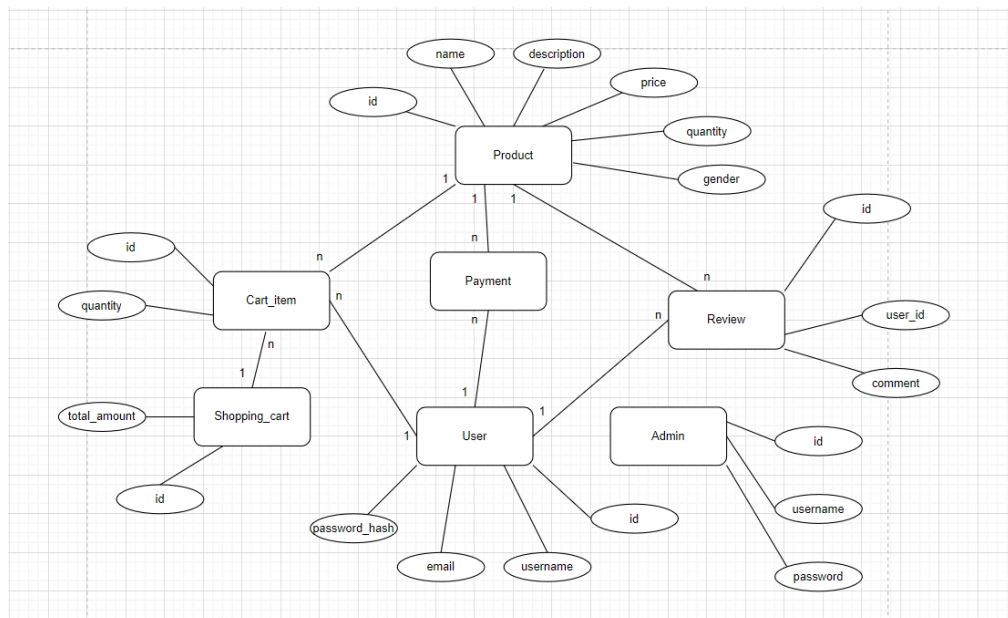 name
description
price
id
quantity
Product
gender
1
1
1
id
id
n
n
Payment
n
Cart_item
n
quantity
user_id
n
n
Review
n
1
comment
total_amount
Shopping_cart
1
1
1
User
Admin
id
id
password_hash
id
username
email
username
password